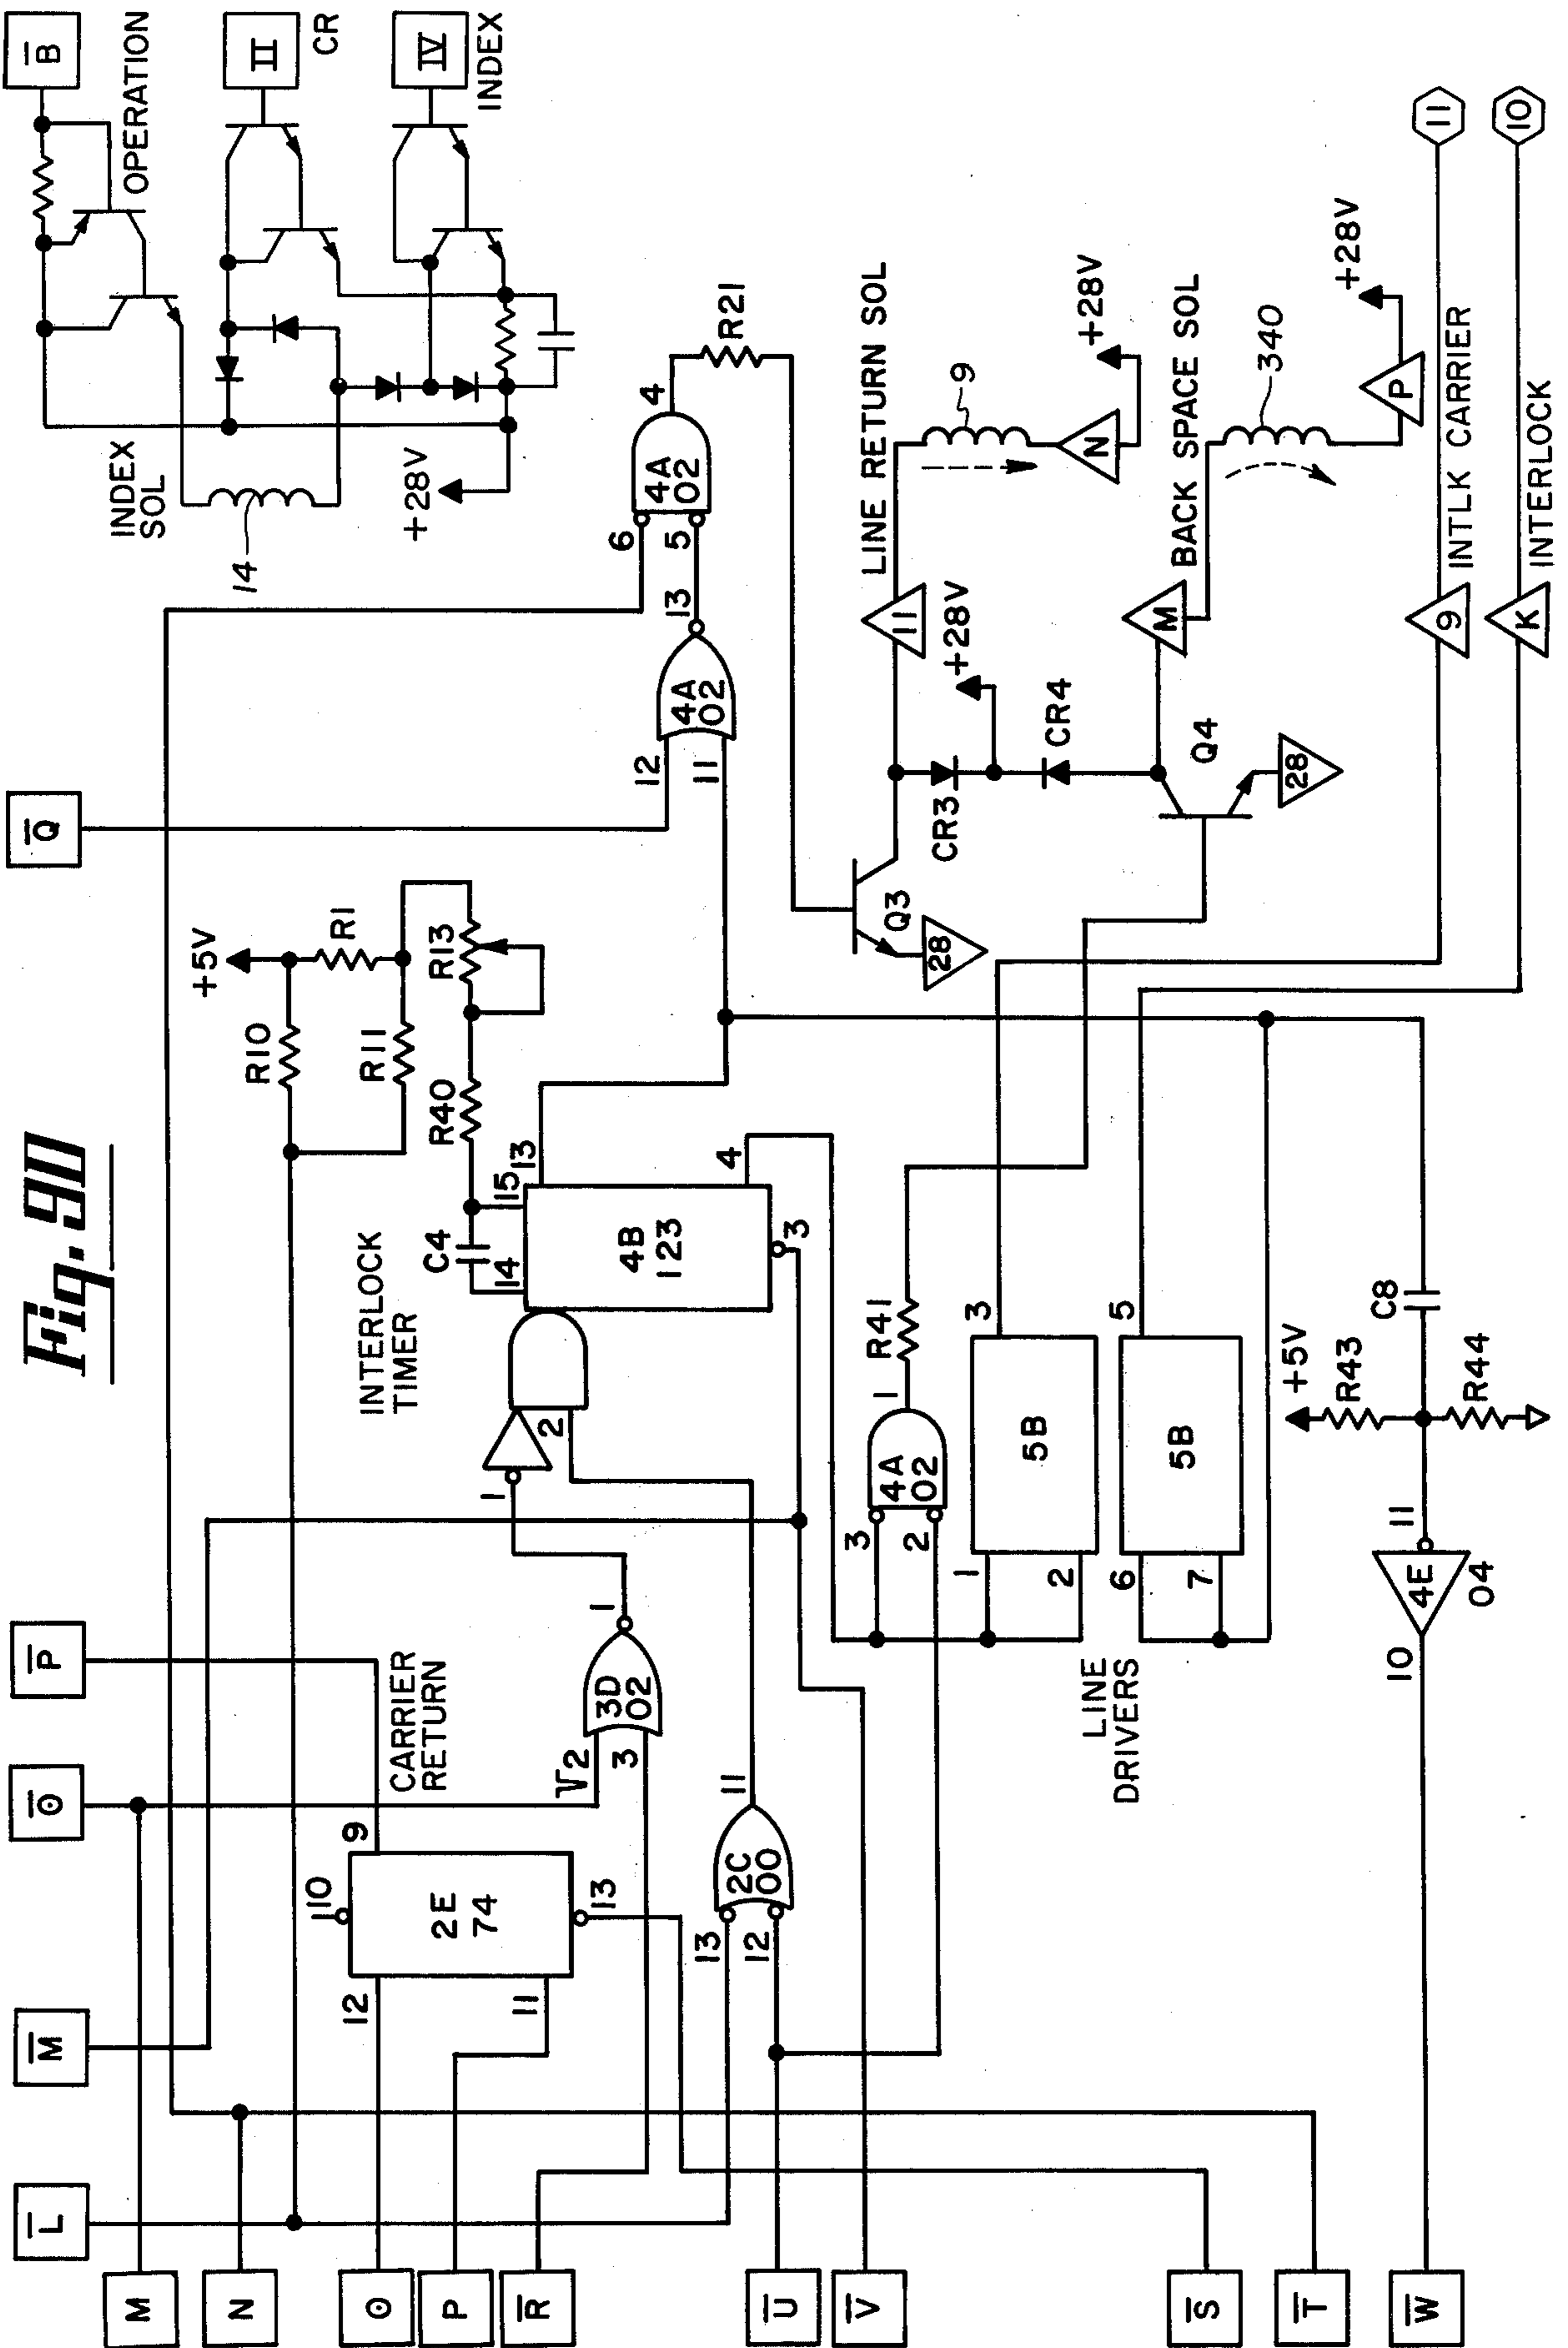 Fig. 9D
L̅
M̅
O̅
P̅
Q̅
B̅
M
N
O
P
R̅
U̅
V̅
S̅
T̅
W̅
OPERATION
II
CR
IV
INDEX
INDEX
SOL
14
+28V
+5V
R10
R1
R11
R13
R40
C4
15
14
13
INTERLOCK
TIMER
4B
123
4
3
1
2
12
11
10
13
9
2E
74
CARRIER
RETURN
2
3
3D
02
1
13
12
2C
00
11
12
11
4A
02
13
6
5
4A
02
4
R21
3
2
4A
02
1
R41
LINE
DRIVERS
1
2
5B
3
6
7
5B
5
Q3
28
CR3
+28V
CR4
Q4
28
11
LINE RETURN SOL
9
N
+28V
M
BACK SPACE SOL
340
P
+28V
9
INTLK CARRIER
11
K
INTERLOCK
10
+5V
R43
R44
C8
11
4E
04
10